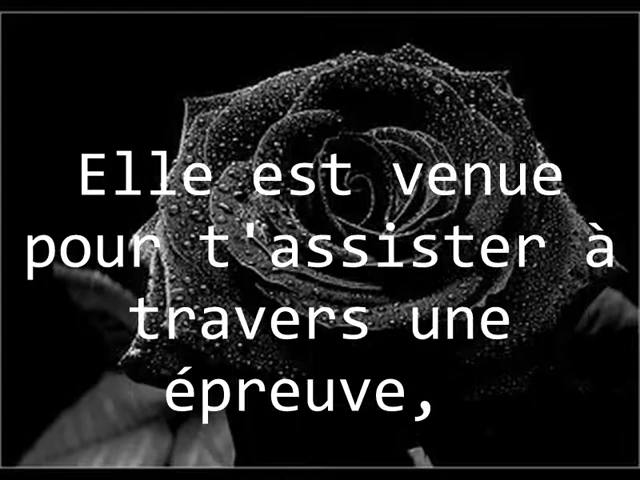 Elle est venue
pour t'assister à
travers une
épreuve,